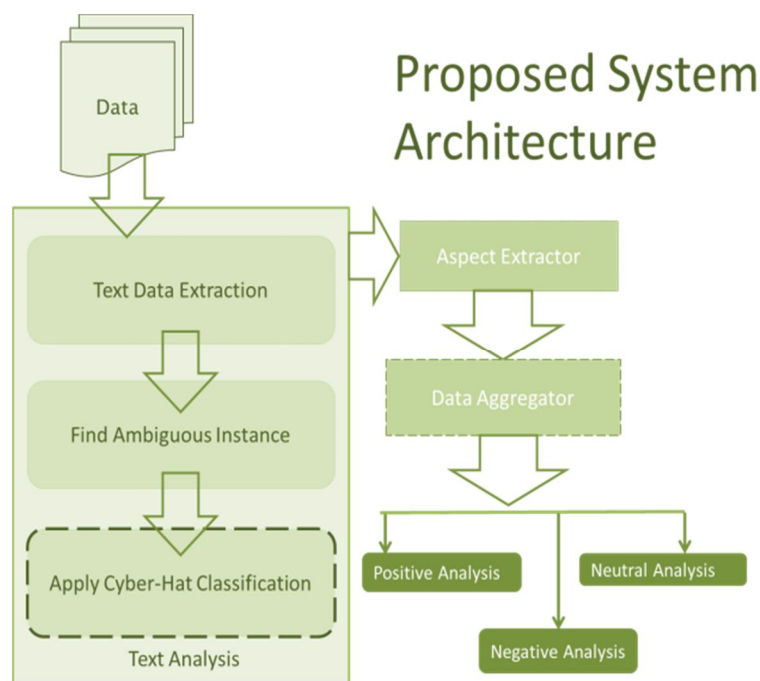 Proposed System
Architecture
Data
Text Data Extraction
Find Ambiguous Instance
Apply Cyber-Hat Classification
Text Analysis
Aspect Extractor
Data Aggregator
Positive Analysis
Neutral Analysis
Negative Analysis